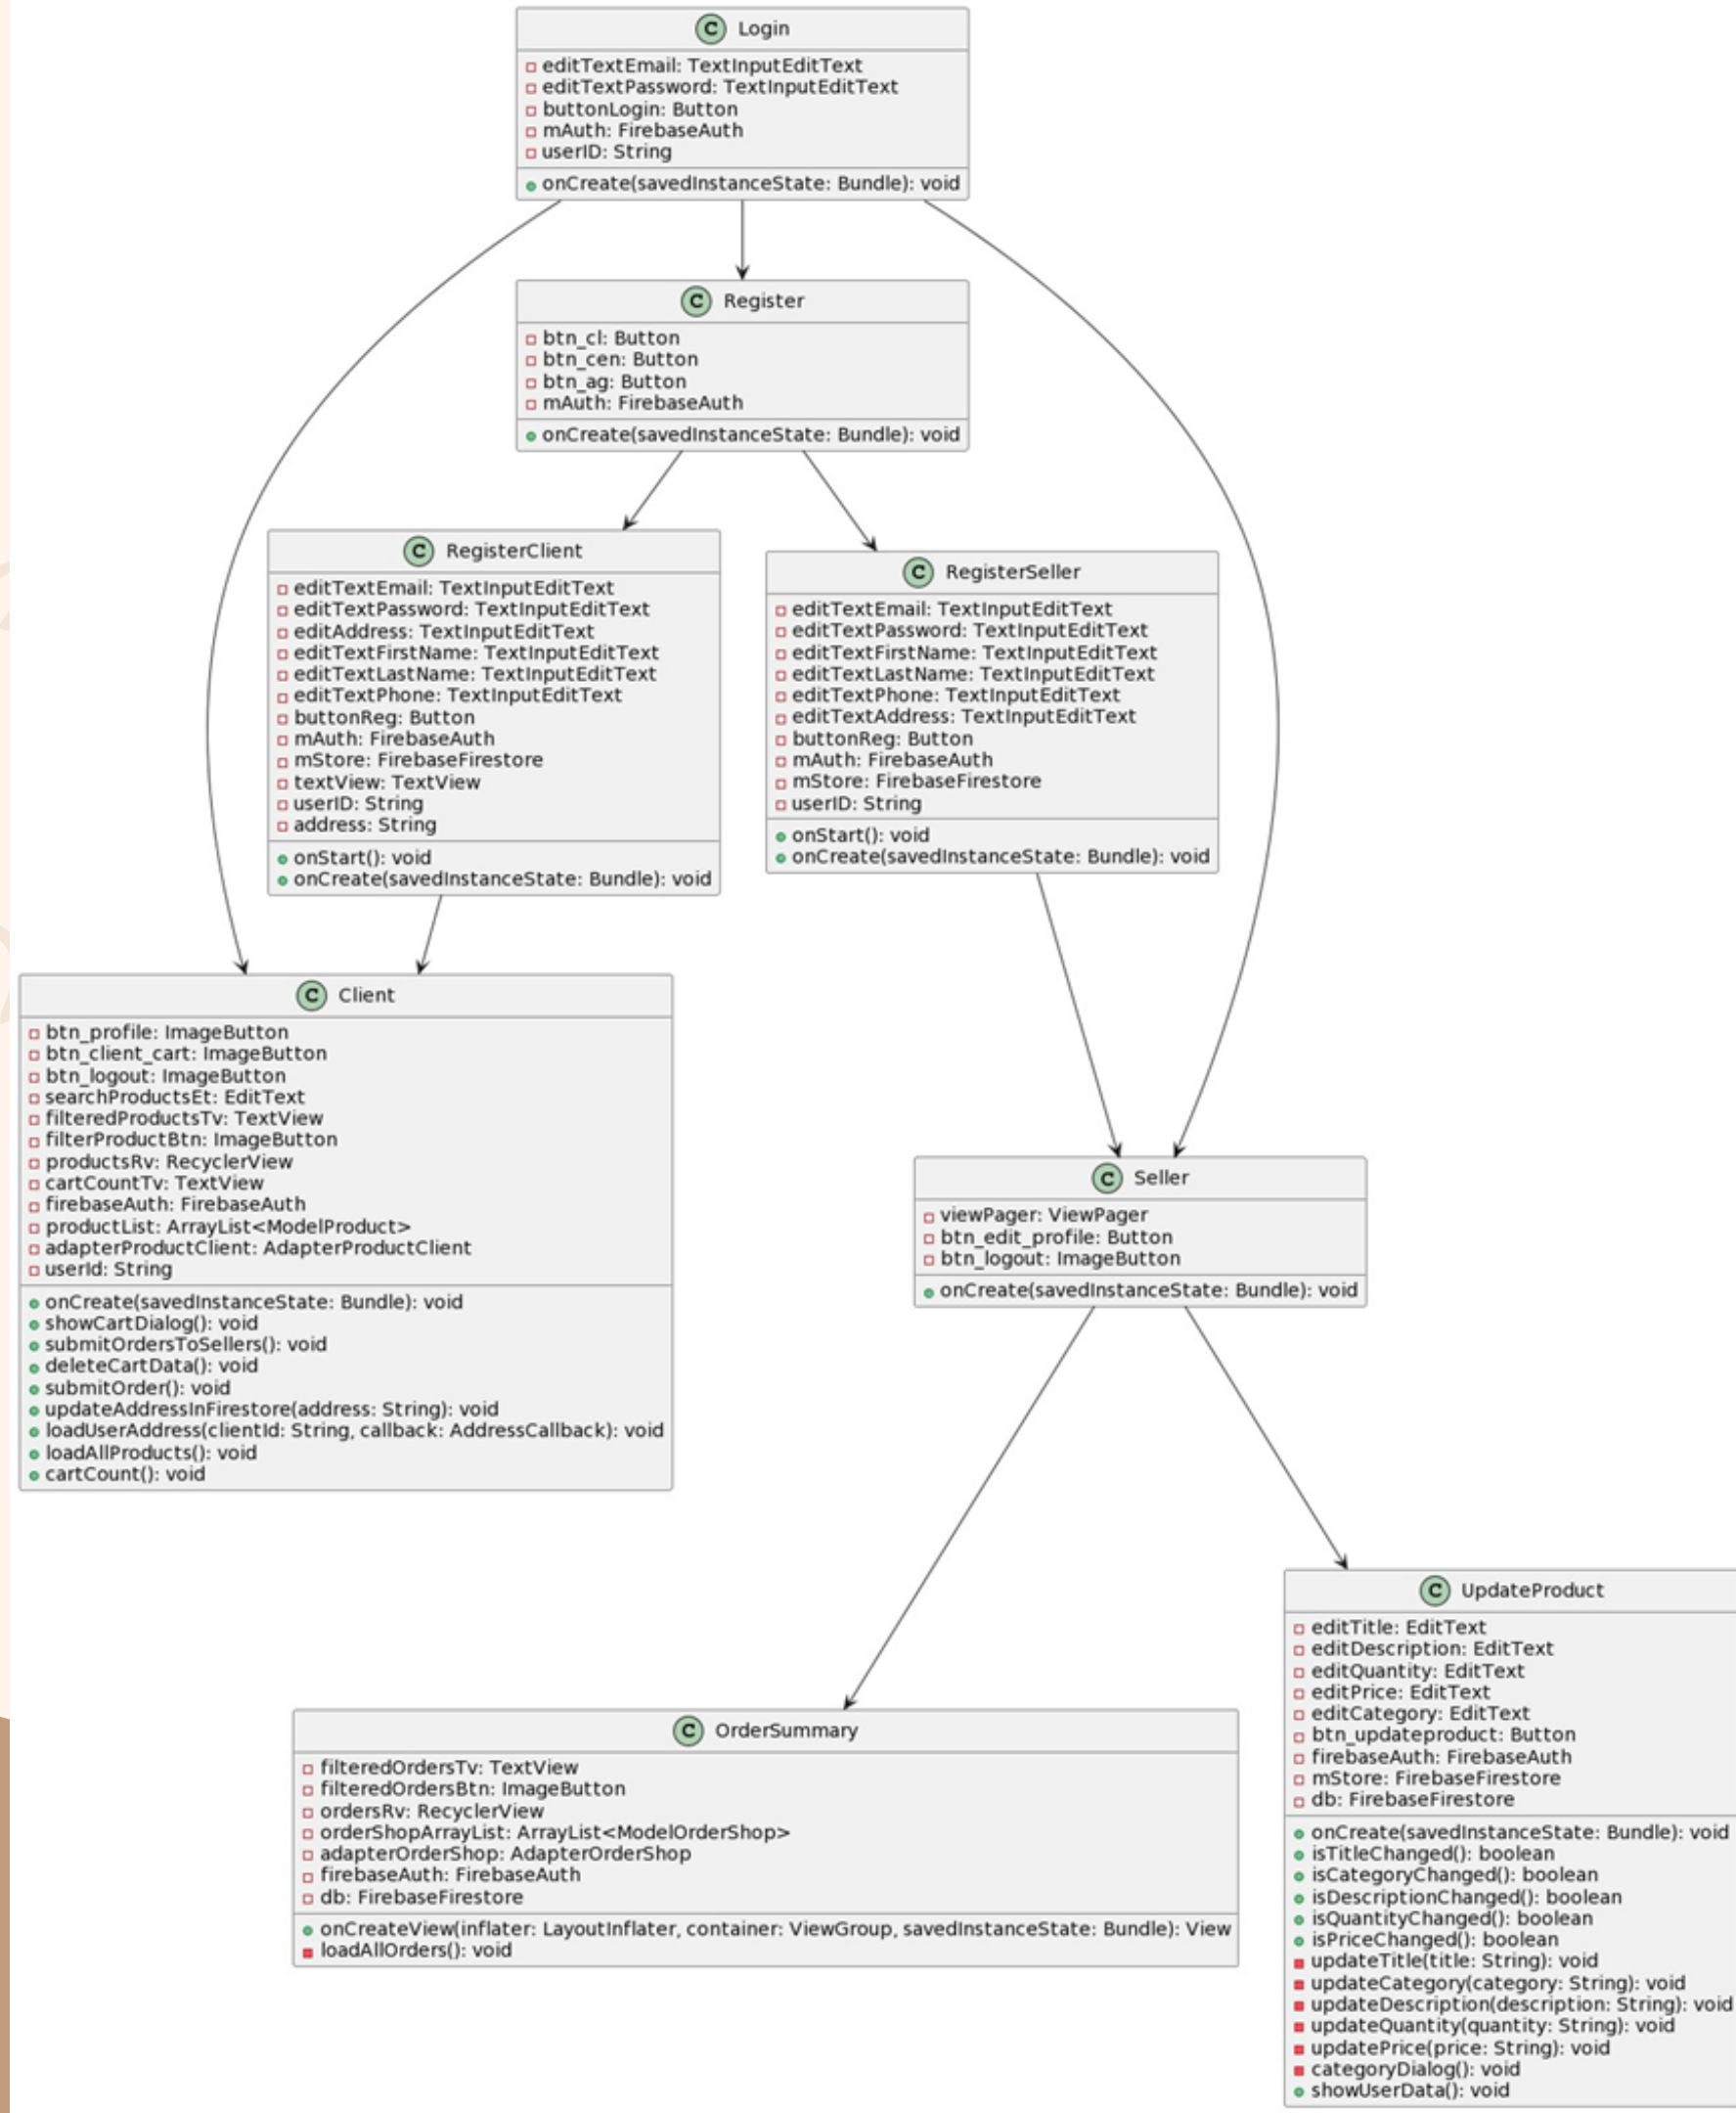 C Login
editTextEmail: TextInputEditText
editTextPassword: TextInputEditText
buttonLogin: Button
mAuth: FirebaseAuth
userID: String
onCreate(savedInstanceState: Bundle): void
C Register
btn_cl: Button
btn_cen: Button
btn_ag: Button
mAuth: FirebaseAuth
onCreate(savedInstanceState: Bundle): void
C RegisterClient
editTextEmail: TextInputEditText
editTextPassword: TextInputEditText
editAddress: TextInputEditText
editTextFirstName: TextInputEditText
editTextLastName: TextInputEditText
editTextPhone: TextInputEditText
buttonReg: Button
mAuth: FirebaseAuth
mStore: FirebaseFirestore
textView: TextView
userID: String
address: String
onStart(): void
onCreate(savedInstanceState: Bundle): void
C RegisterSeller
editTextEmail: TextInputEditText
editTextPassword: TextInputEditText
editTextFirstName: TextInputEditText
editTextLastName: TextInputEditText
editTextPhone: TextInputEditText
editTextAddress: TextInputEditText
buttonReg: Button
mAuth: FirebaseAuth
mStore: FirebaseFirestore
userID: String
onStart(): void
onCreate(savedInstanceState: Bundle): void
C Client
btn_profile: ImageButton
btn_client_cart: ImageButton
btn_logout: ImageButton
searchProductsEt: EditText
filteredProductsTv: TextView
filterProductBtn: ImageButton
productsRv: RecyclerView
cartCountTv: TextView
firebaseAuth: FirebaseAuth
productList: ArrayList<ModelProduct>
adapterProductClient: AdapterProductClient
userId: String
onCreate(savedInstanceState: Bundle): void
showCartDialog(): void
submitOrdersToSellers(): void
deleteCartData(): void
submitOrder(): void
updateAddressInFirestore(address: String): void
loadUserAddress(clientId: String, callback: AddressCallback): void
loadAllProducts(): void
cartCount(): void
C Seller
viewPager: ViewPager
btn_edit_profile: Button
btn_logout: ImageButton
onCreate(savedInstanceState: Bundle): void
C OrderSummary
filteredOrdersTv: TextView
filteredOrdersBtn: ImageButton
ordersRv: RecyclerView
orderShopArrayList: ArrayList<ModelOrderShop>
adapterOrderShop: AdapterOrderShop
firebaseAuth: FirebaseAuth
db: FirebaseFirestore
onCreateView(inflater: LayoutInflater, container: ViewGroup, savedInstanceState: Bundle): View
loadAllOrders(): void
C UpdateProduct
editTitle: EditText
editDescription: EditText
editQuantity: EditText
editPrice: EditText
editCategory: EditText
btn_updateproduct: Button
firebaseAuth: FirebaseAuth
mStore: FirebaseFirestore
db: FirebaseFirestore
onCreate(savedInstanceState: Bundle): void
isTitleChanged(): boolean
isCategoryChanged(): boolean
isDescriptionChanged(): boolean
isQuantityChanged(): boolean
isPriceChanged(): boolean
updateTitle(title: String): void
updateCategory(category: String): void
updateDescription(description: String): void
updateQuantity(quantity: String): void
updatePrice(price: String): void
categoryDialog(): void
showUserData(): void